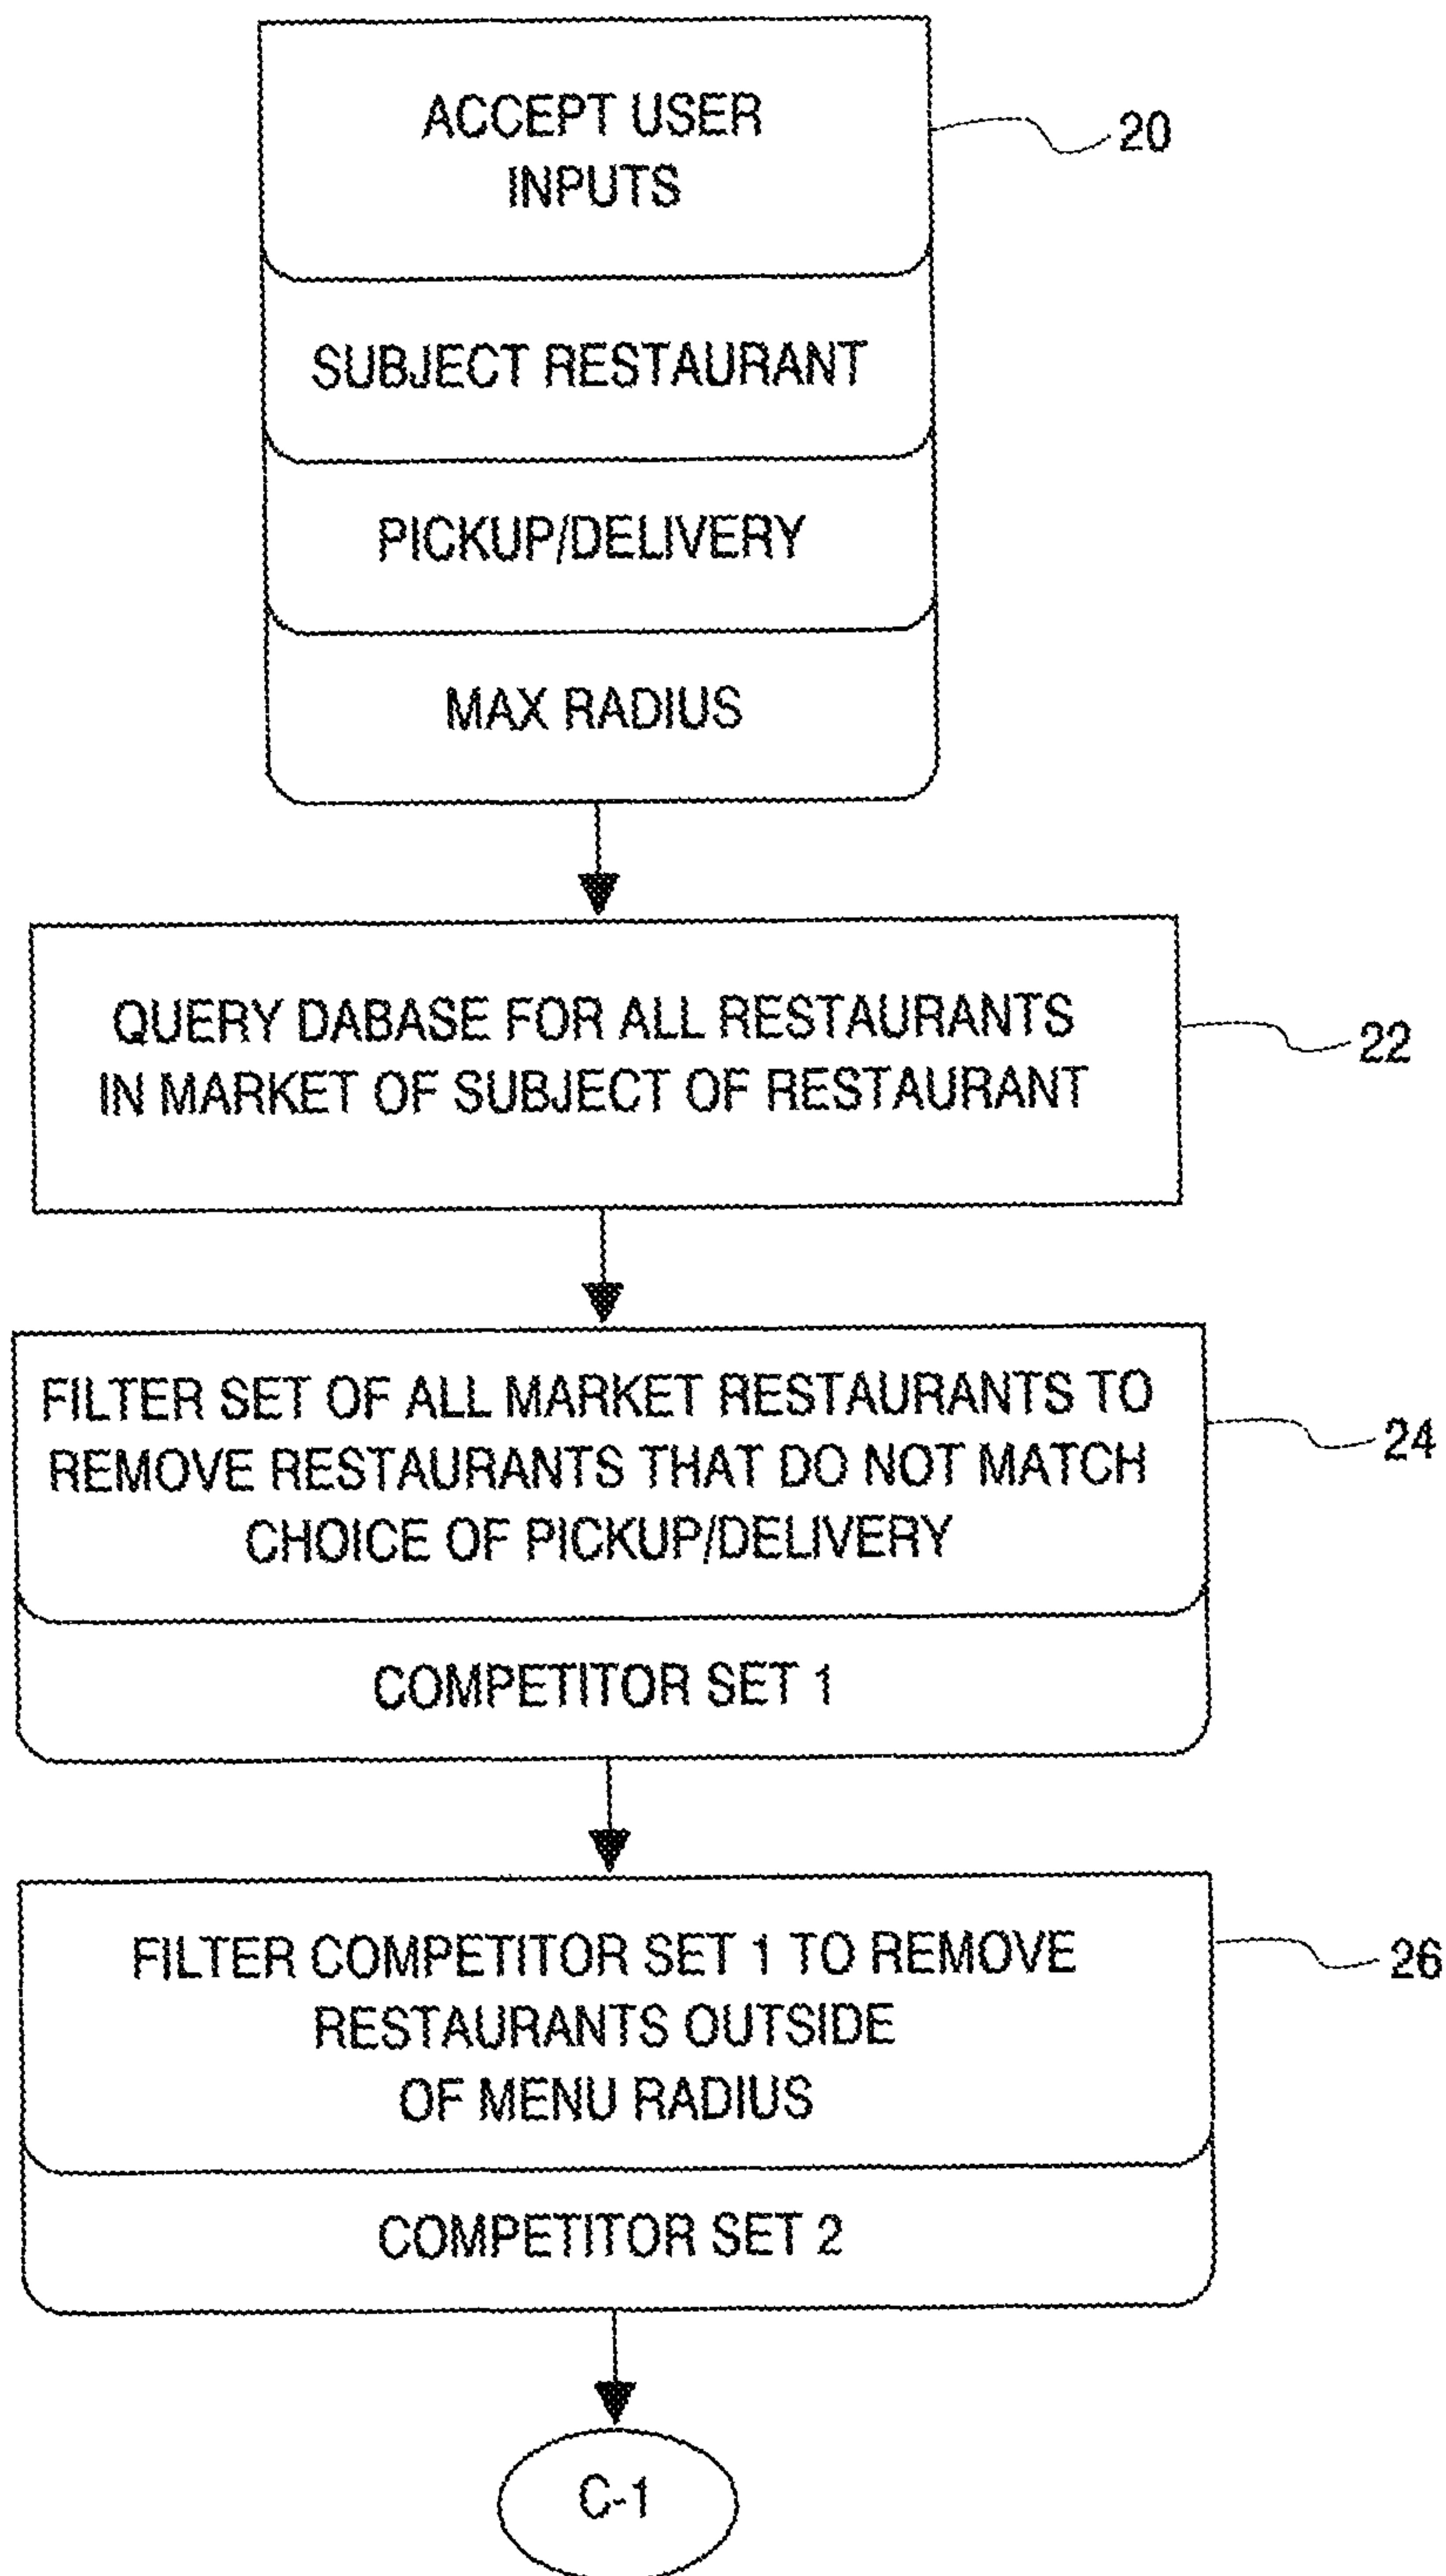 ACCEPT USER
INPUTS
20
SUBJECT RESTAURANT
PICKUP/DELIVERY
MAX RADIUS
QUERY DABASE FOR ALL RESTAURANTS
IN MARKET OF SUBJECT OF RESTAURANT
22
FILTER SET OF ALL MARKET RESTAURANTS TO
REMOVE RESTAURANTS THAT DO NOT MATCH
CHOICE OF PICKUP/DELIVERY
24
COMPETITOR SET 1
FILTER COMPETITOR SET 1 TO REMOVE
RESTAURANTS OUTSIDE
OF MENU RADIUS
26
COMPETITOR SET 2
C-1